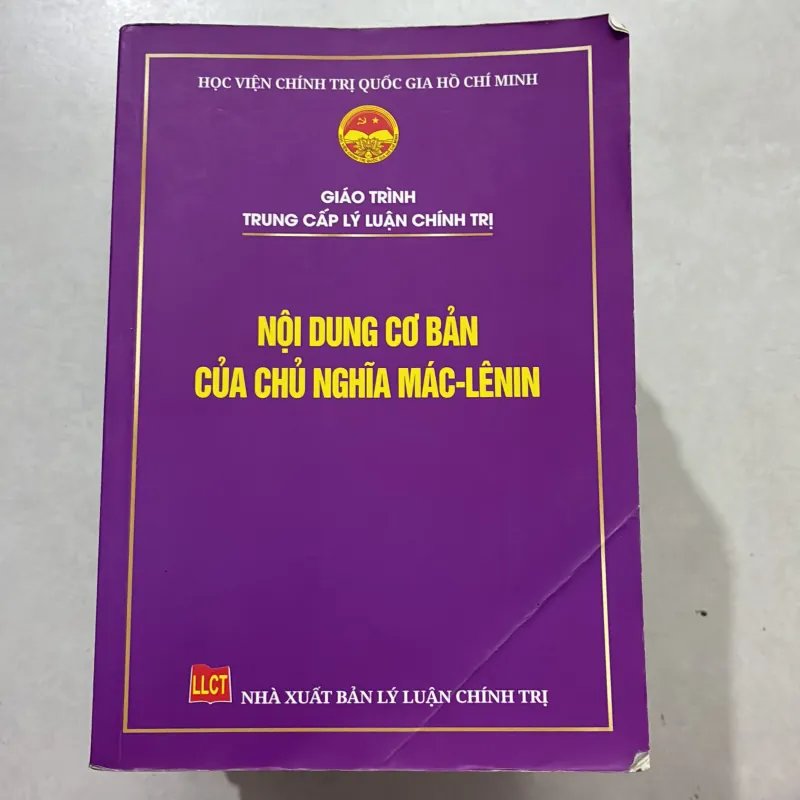 HỌC VIỆN CHÍNH TRỊ QUỐC GIA HỒ CHÍ MINH
GIÁO TRÌNH
TRUNG CẤP LÝ LUẬN CHÍNH TRỊ
NỘI DUNG CƠ BẢN
CỦA CHỦ NGHĨA MÁC-LÊNIN
LLCT
NHÀ XUẤT BẢN LÝ LUẬN CHÍNH TRỊ